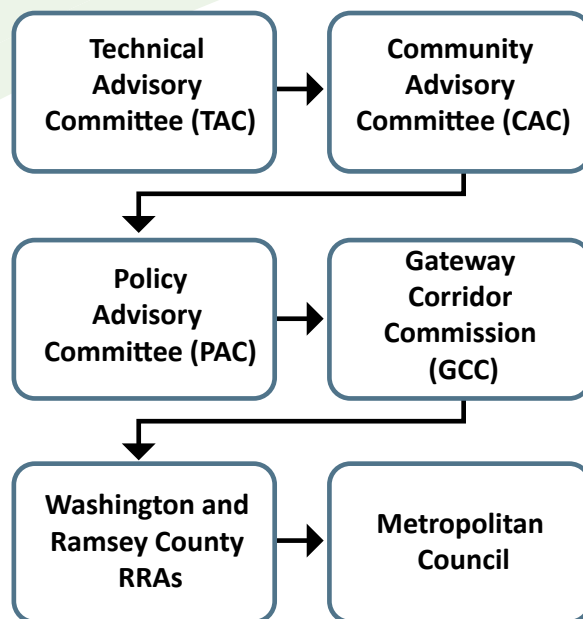 Technical
Advisory
Committee (TAC)
Community
Advisory
Committee (CAC)
Policy
Advisory
Committee (PAC)
Gateway
Corridor
Commission
(GCC)
Washington and
Ramsey County
RRAs
Metropolitan
Council